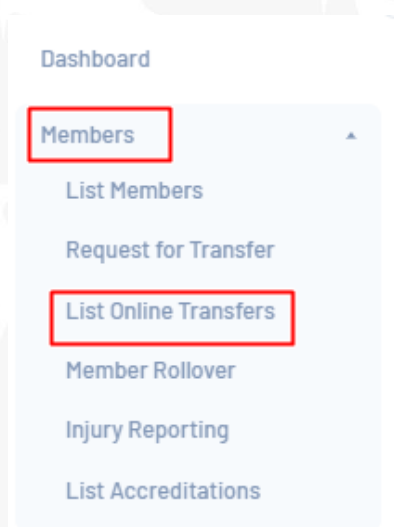 Dashboard
Members
List Members
Request for Transfer
List Online Transfers
Member Rollover
Injury Reporting
List Accreditations